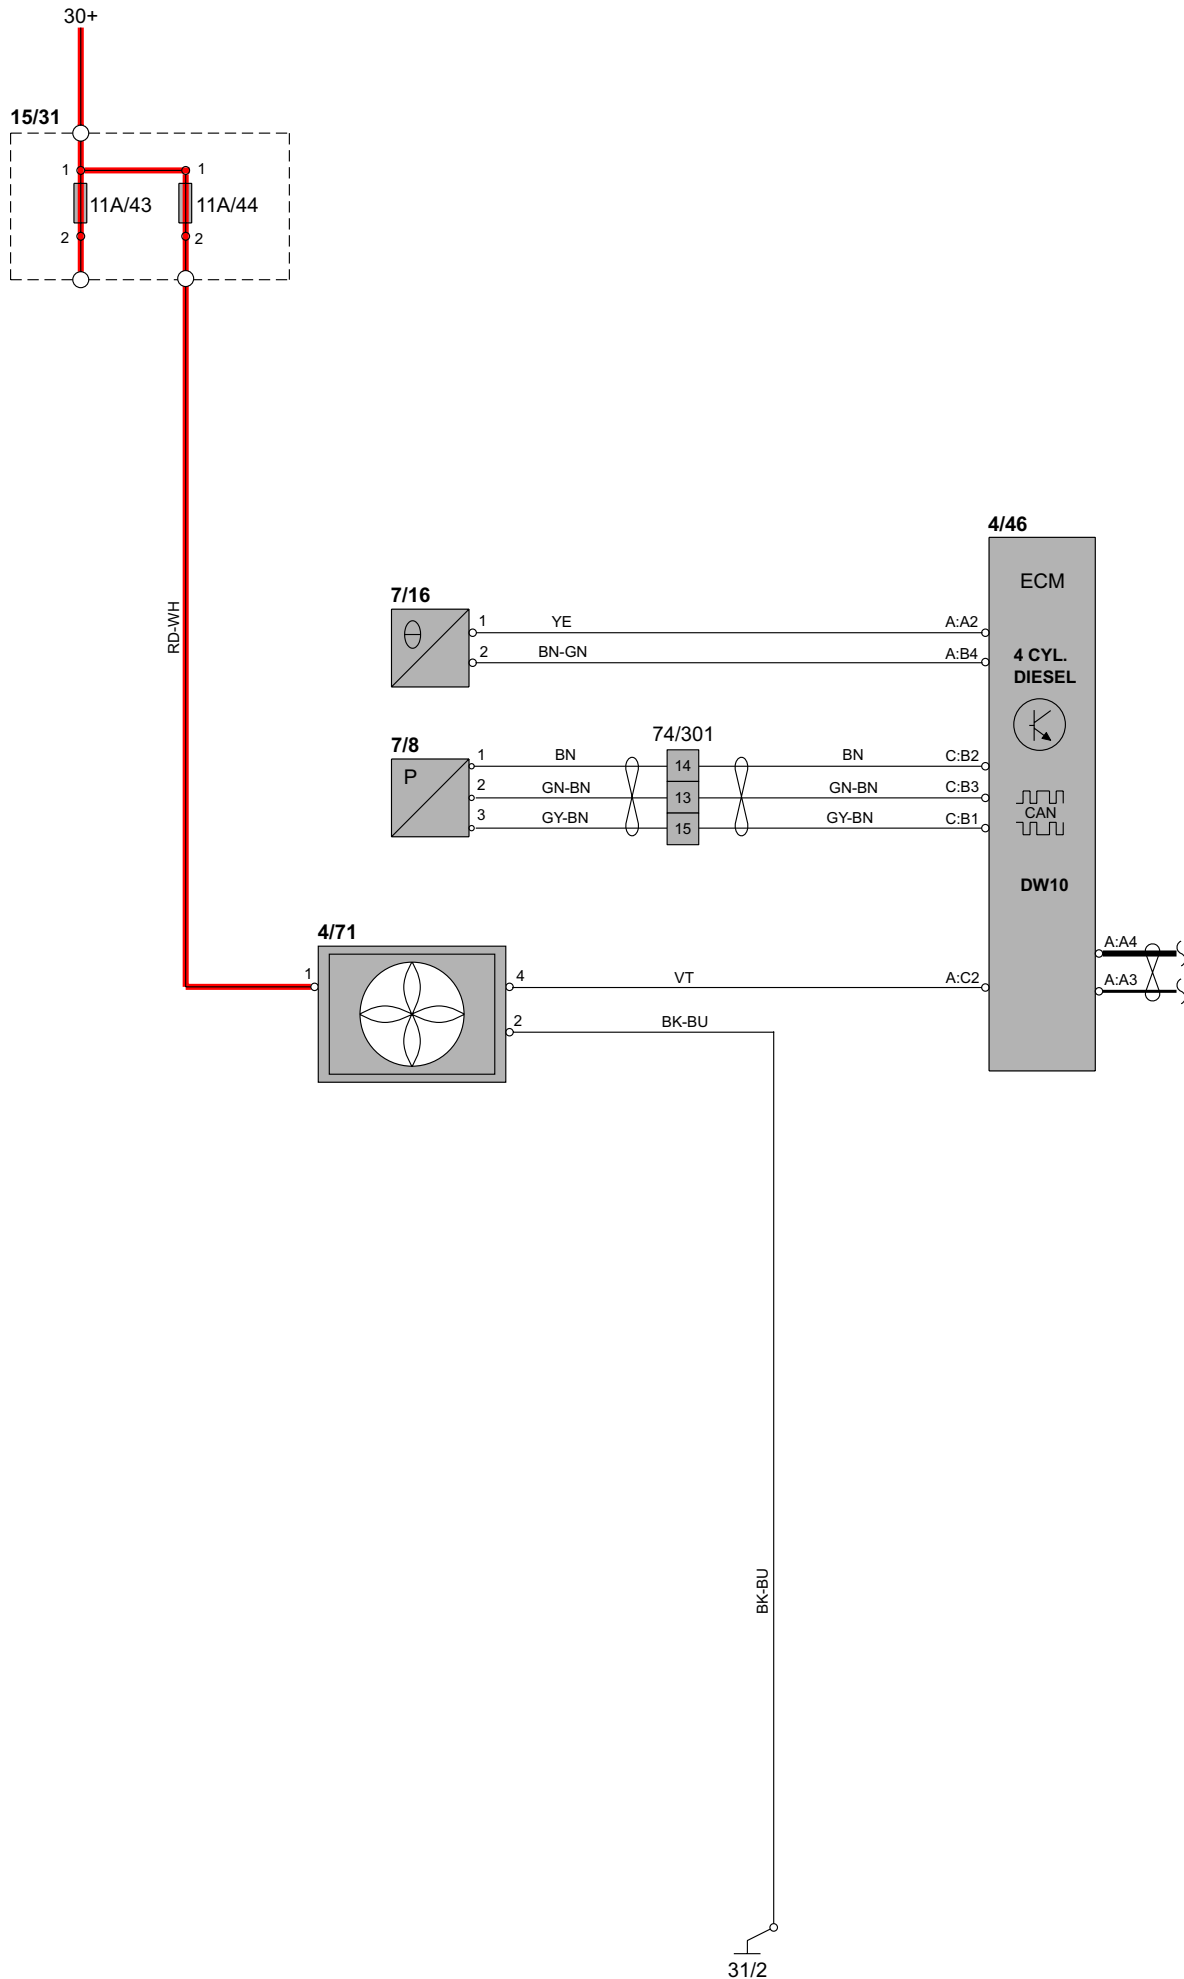 30+
15/31
1
1
11A/43
11A/44
2
2
RD-WH
4/46
ECM
7/16
1
YE
A:A2
2
BN-GN
A:B4
4 CYL.
DIESEL
74/301
7/8
P
1
BN
14
BN
C:B2
2
GN-BN
13
GN-BN
C:B3
3
GY-BN
15
GY-BN
C:B1
CAN
DW10
4/71
1
4
VT
A:C2
A:A4
A:A3
2
BK-BU
BK-BU
31/2